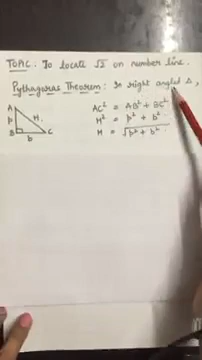 TOPIC: To locate √2 on number line.
Pythagoras Theorem: In right angled Δ,
A
p H
B C
b
AC² = AB² + BC²
H² = p² + b²
H = √p² + b²